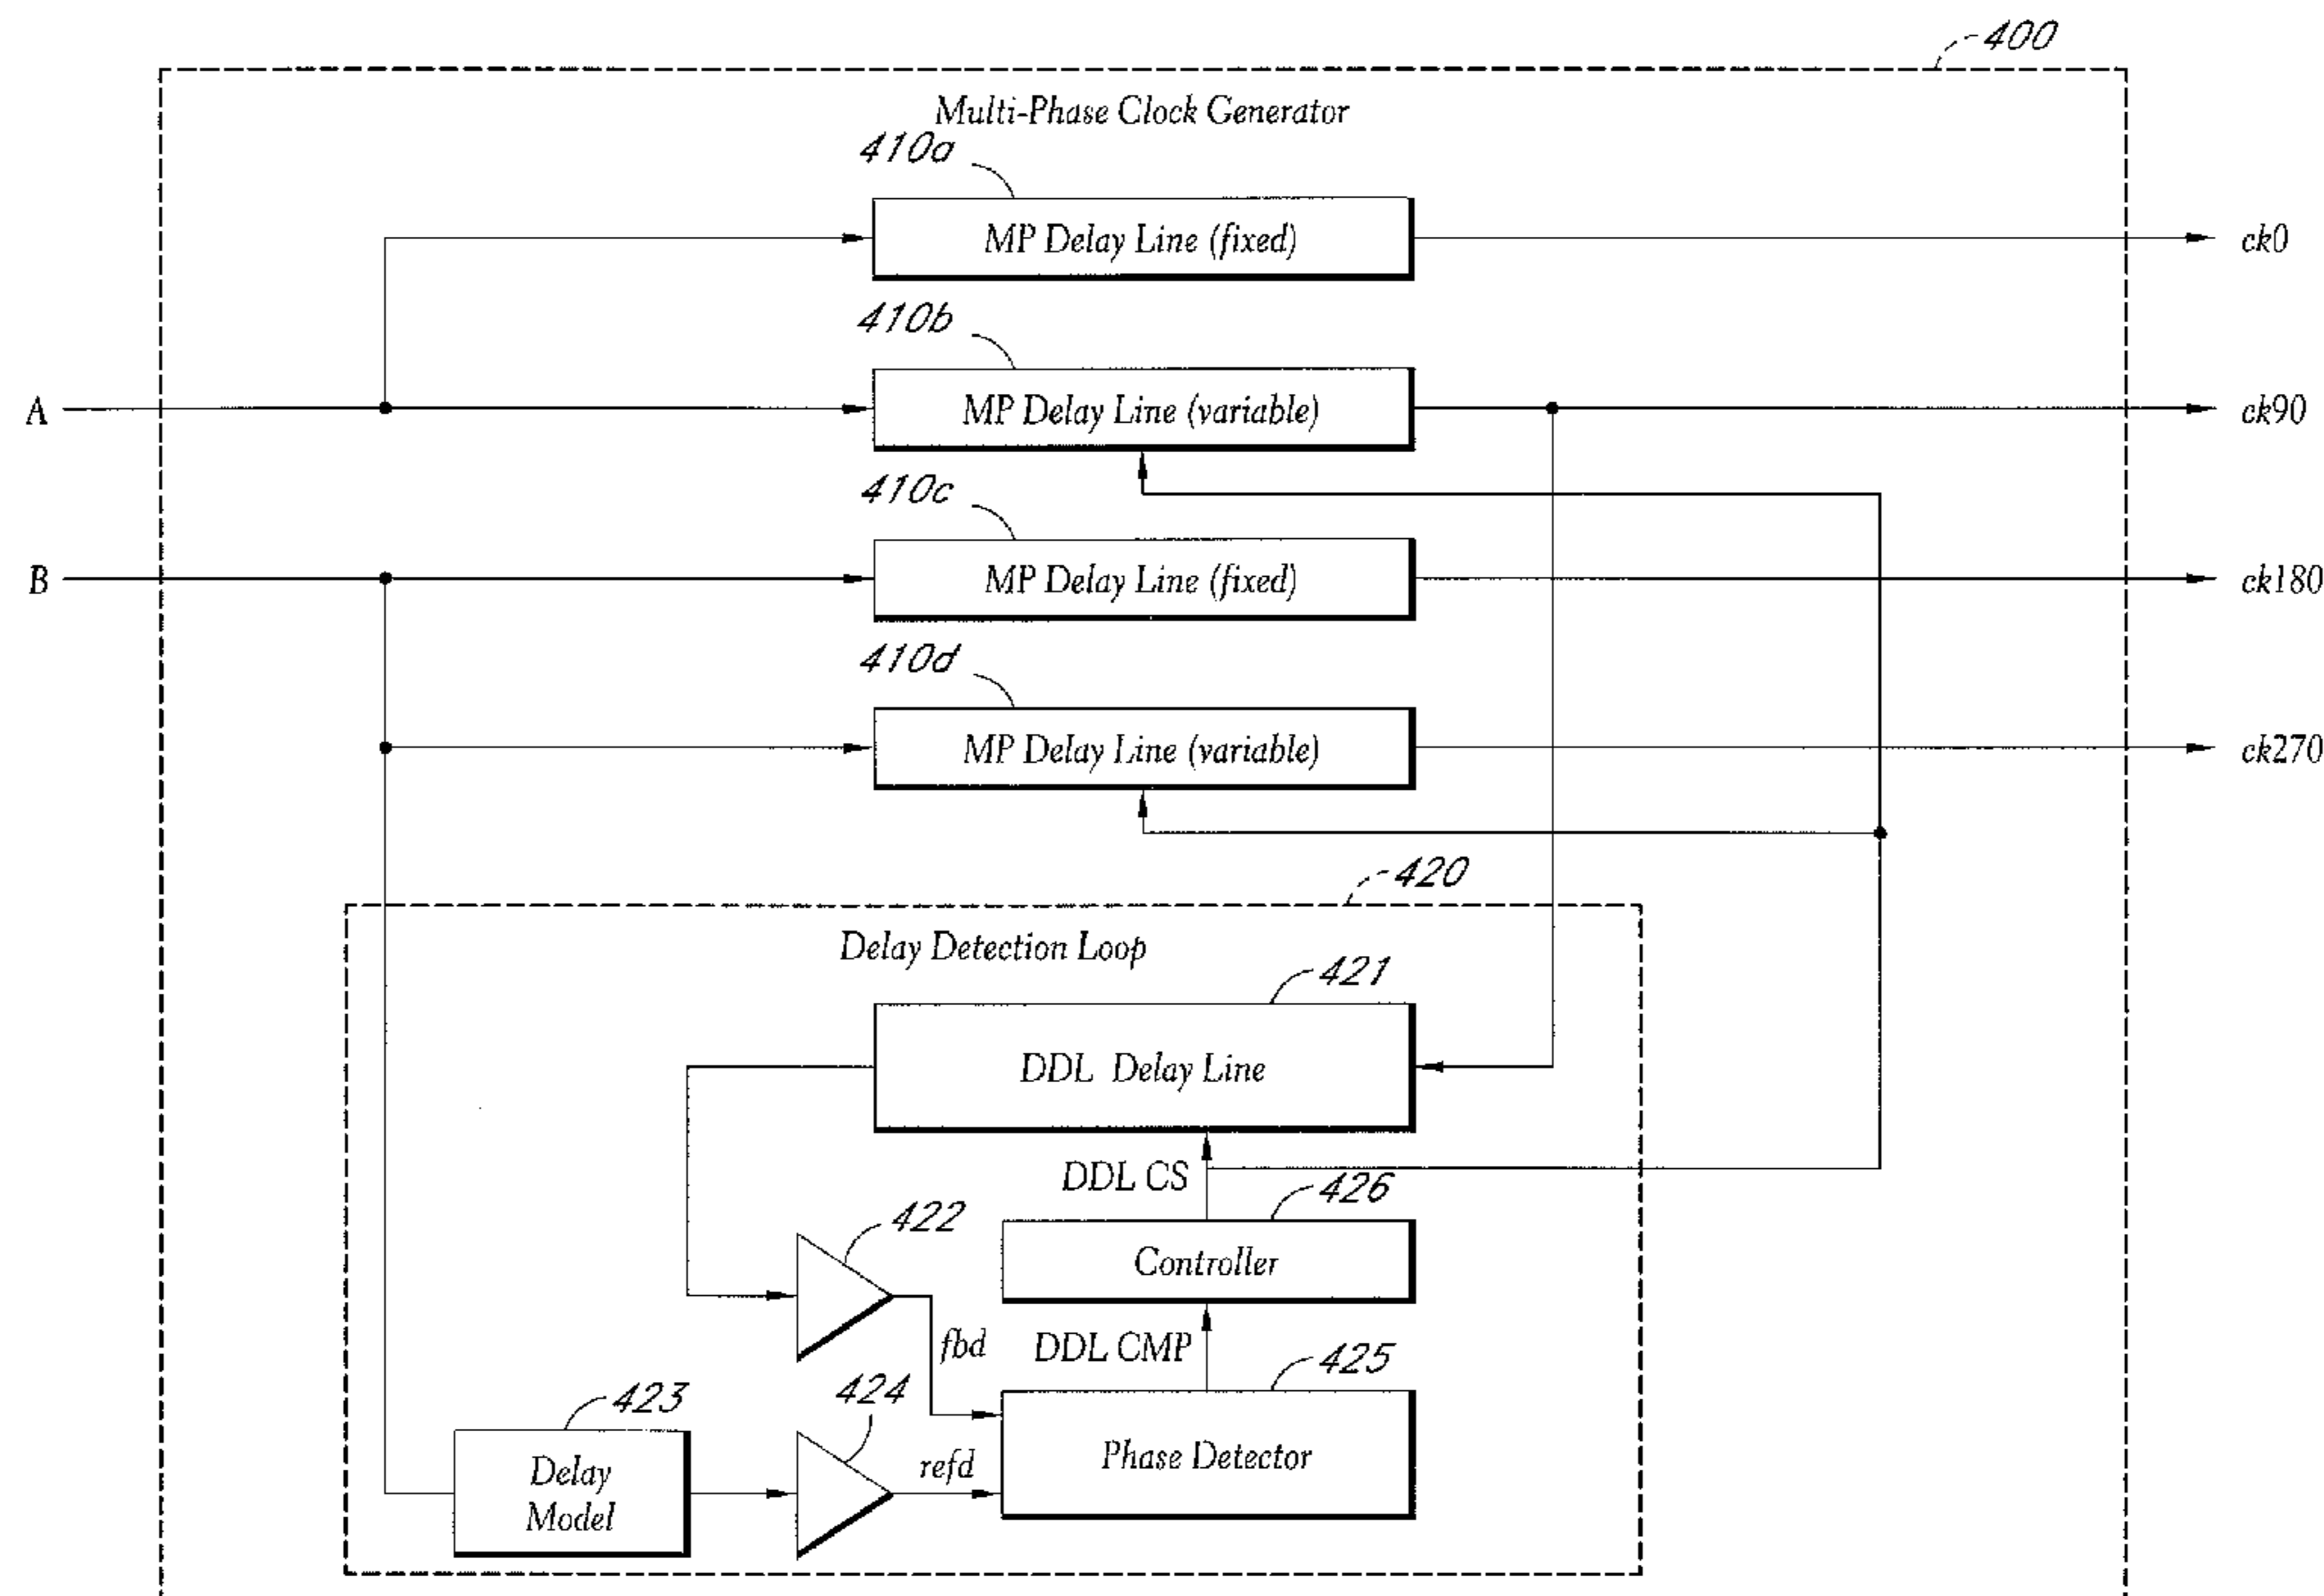 400
Multi-Phase Clock Generator
410a
MP Delay Line (fixed)
ck0
410b
A
MP Delay Line (variable)
ck90
410c
B
MP Delay Line (fixed)
ck180
410d
MP Delay Line (variable)
ck270
420
Delay Detection Loop
421
DDL Delay Line
DDL CS
426
422
Controller
fbd
DDL CMP
425
424
423
refd
Phase Detector
Delay
Model